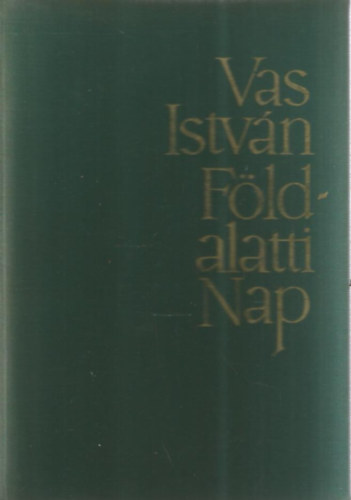 Vas
István
Föld-
alatti
Nap